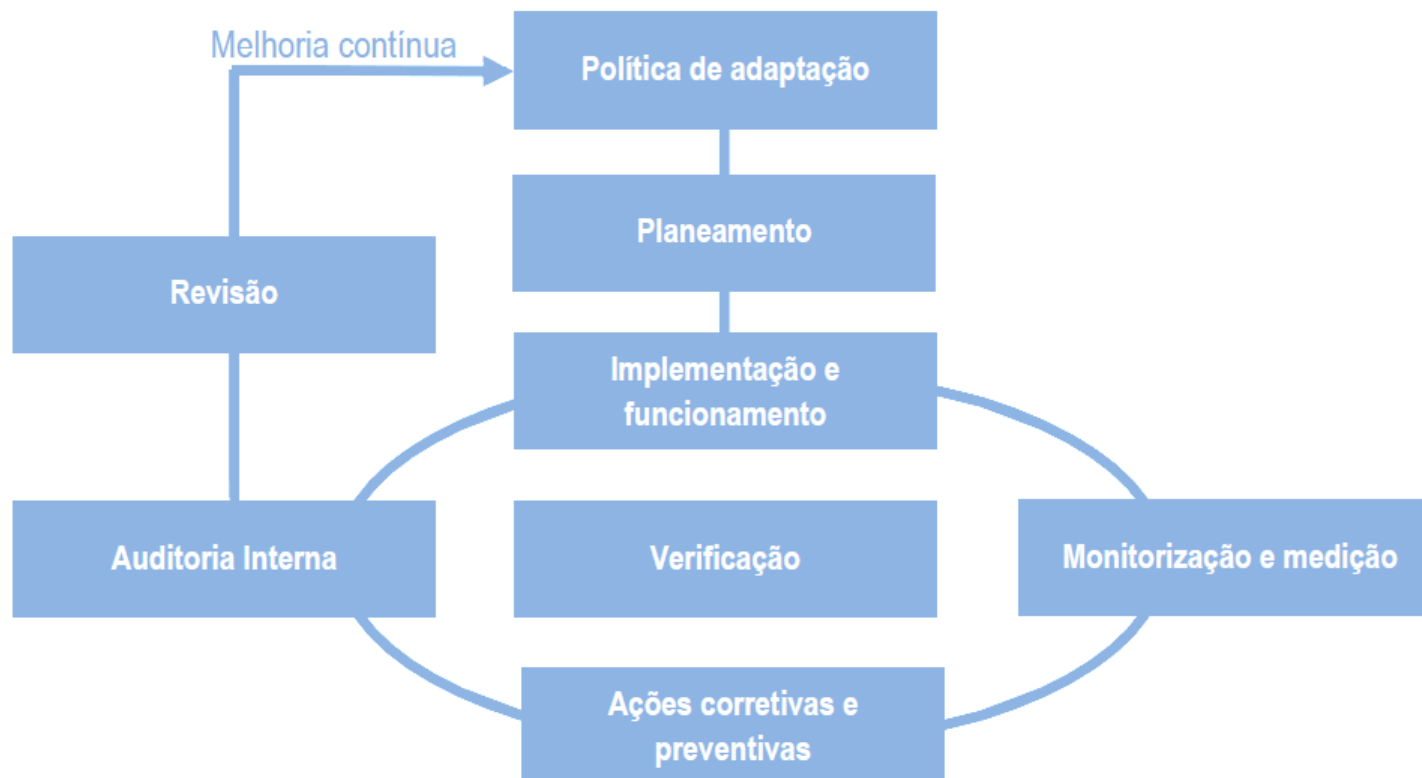 Melhoria contínua
Política de adaptação
Planeamento
Revisão
Implementação e
funcionamento
Auditoria Interna
Verificação
Monitorização e medição
Ações corretivas e
preventivas